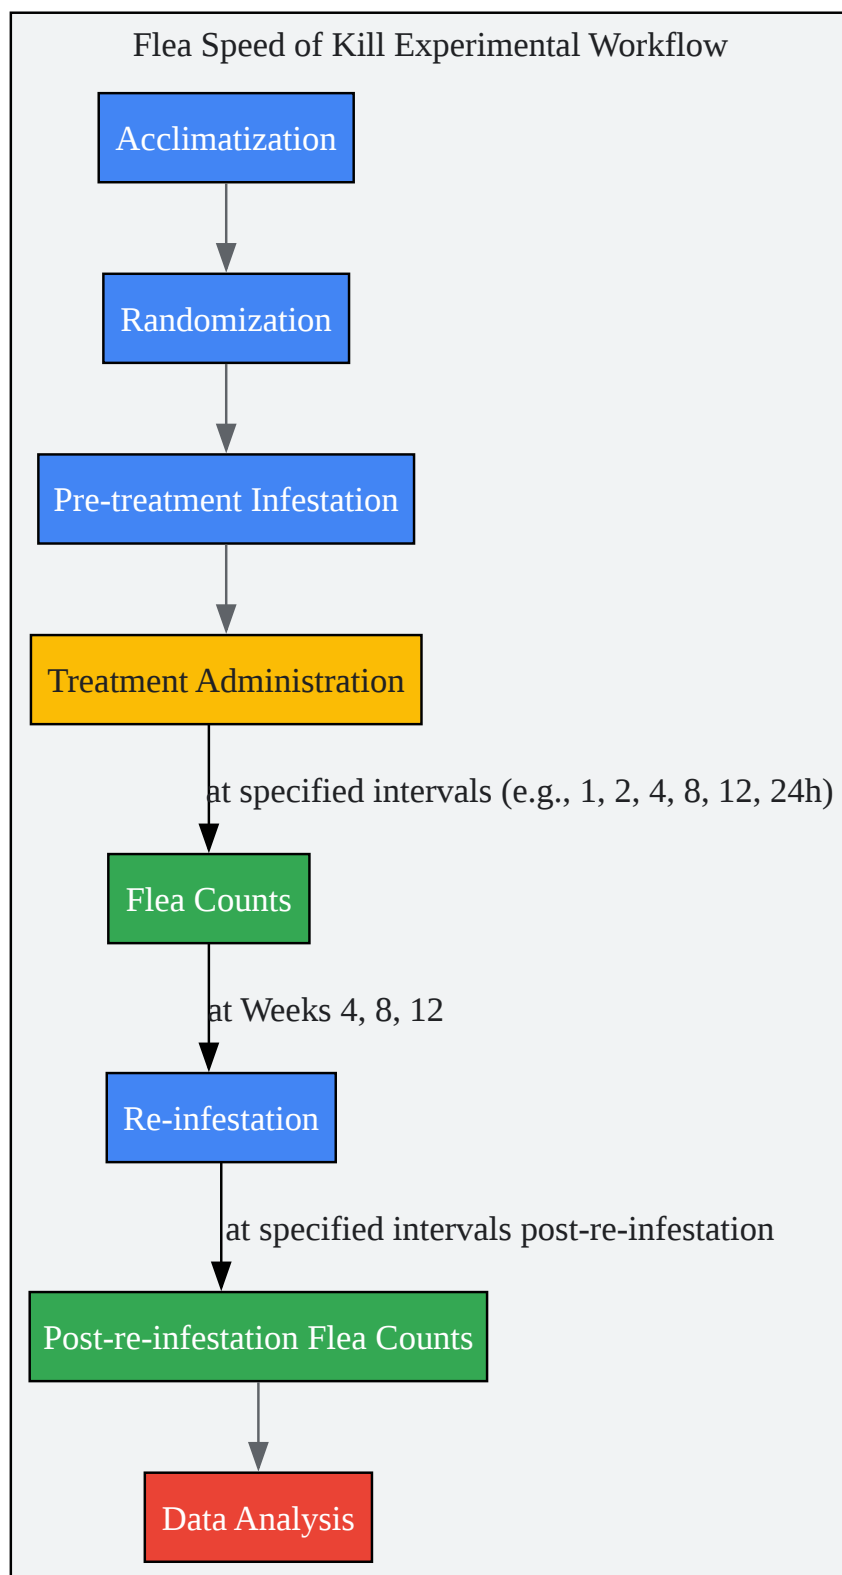 Flea Speed of Kill Experimental Workflow
Acclimatization
Randomization
Pre-treatment Infestation
Treatment Administration
at specified intervals (e.g., 1, 2, 4, 8, 12, 24h)
Flea Counts
at Weeks 4, 8, 12
Re-infestation
at specified intervals post-re-infestation
Post-re-infestation Flea Counts
Data Analysis